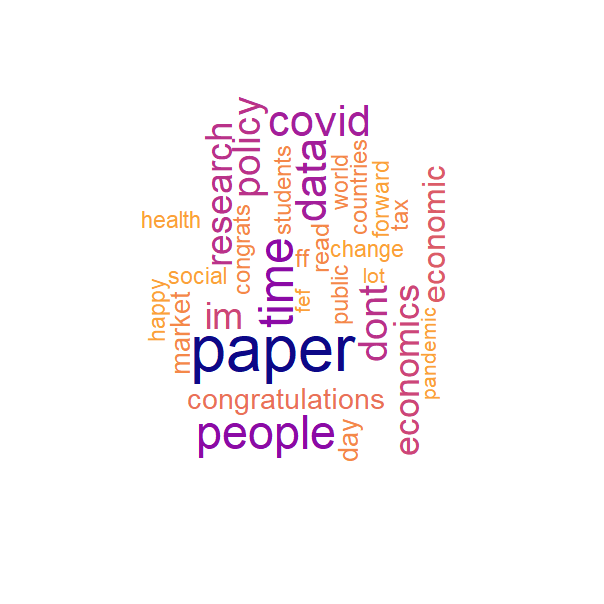 covid
policy
research
data
students
world
countries
forward
tax
economic
health
congrats
read
change
ff
social
public
lot
time
fef
happy
market
im
dont
economics
pandemic
paper
congratulations
people
day